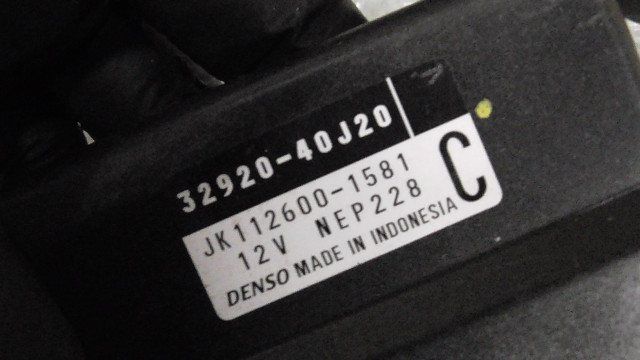 32920-40J20
JK112600-1581
12V NEP228
C
DENSO MADE IN INDONESIA